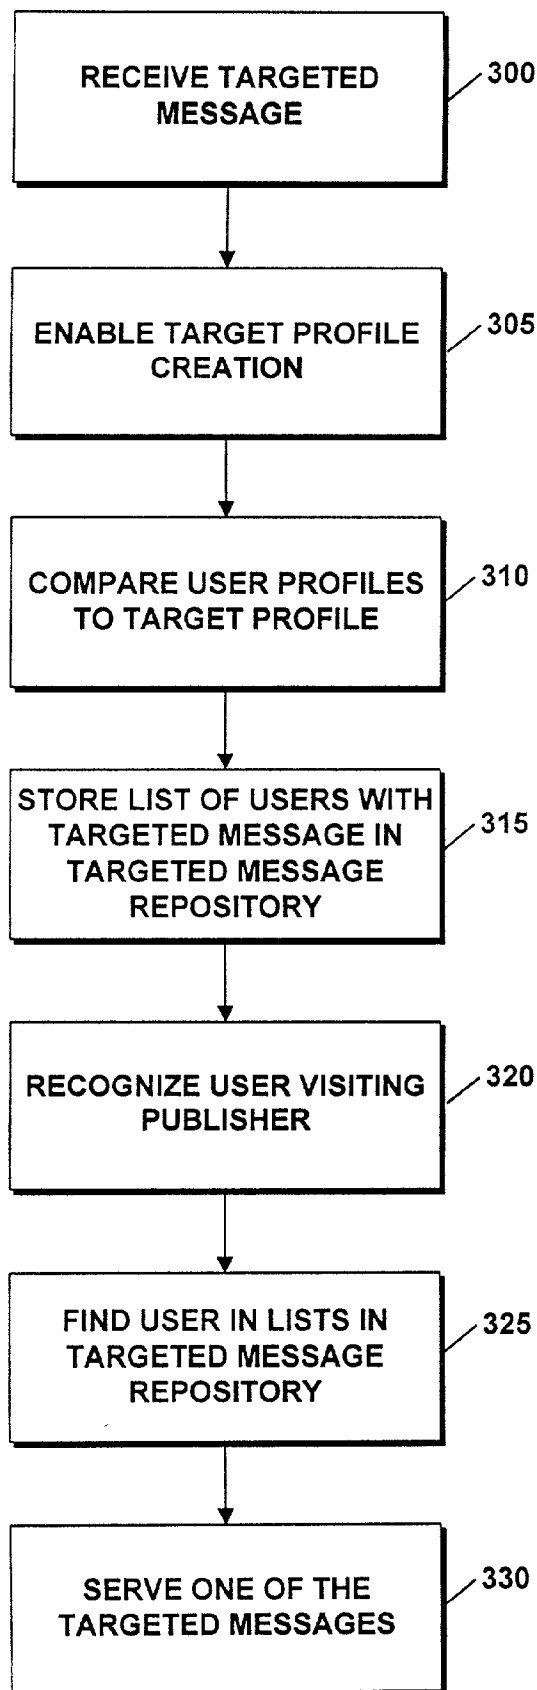 RECEIVE TARGETED
MESSAGE
300
ENABLE TARGET PROFILE
CREATION
305
COMPARE USER PROFILES
TO TARGET PROFILE
310
STORE LIST OF USERS WITH
TARGETED MESSAGE IN
TARGETED MESSAGE
REPOSITORY
315
RECOGNIZE USER VISITING
PUBLISHER
320
FIND USER IN LISTS IN
TARGETED MESSAGE
REPOSITORY
325
SERVE ONE OF THE
TARGETED MESSAGES
330